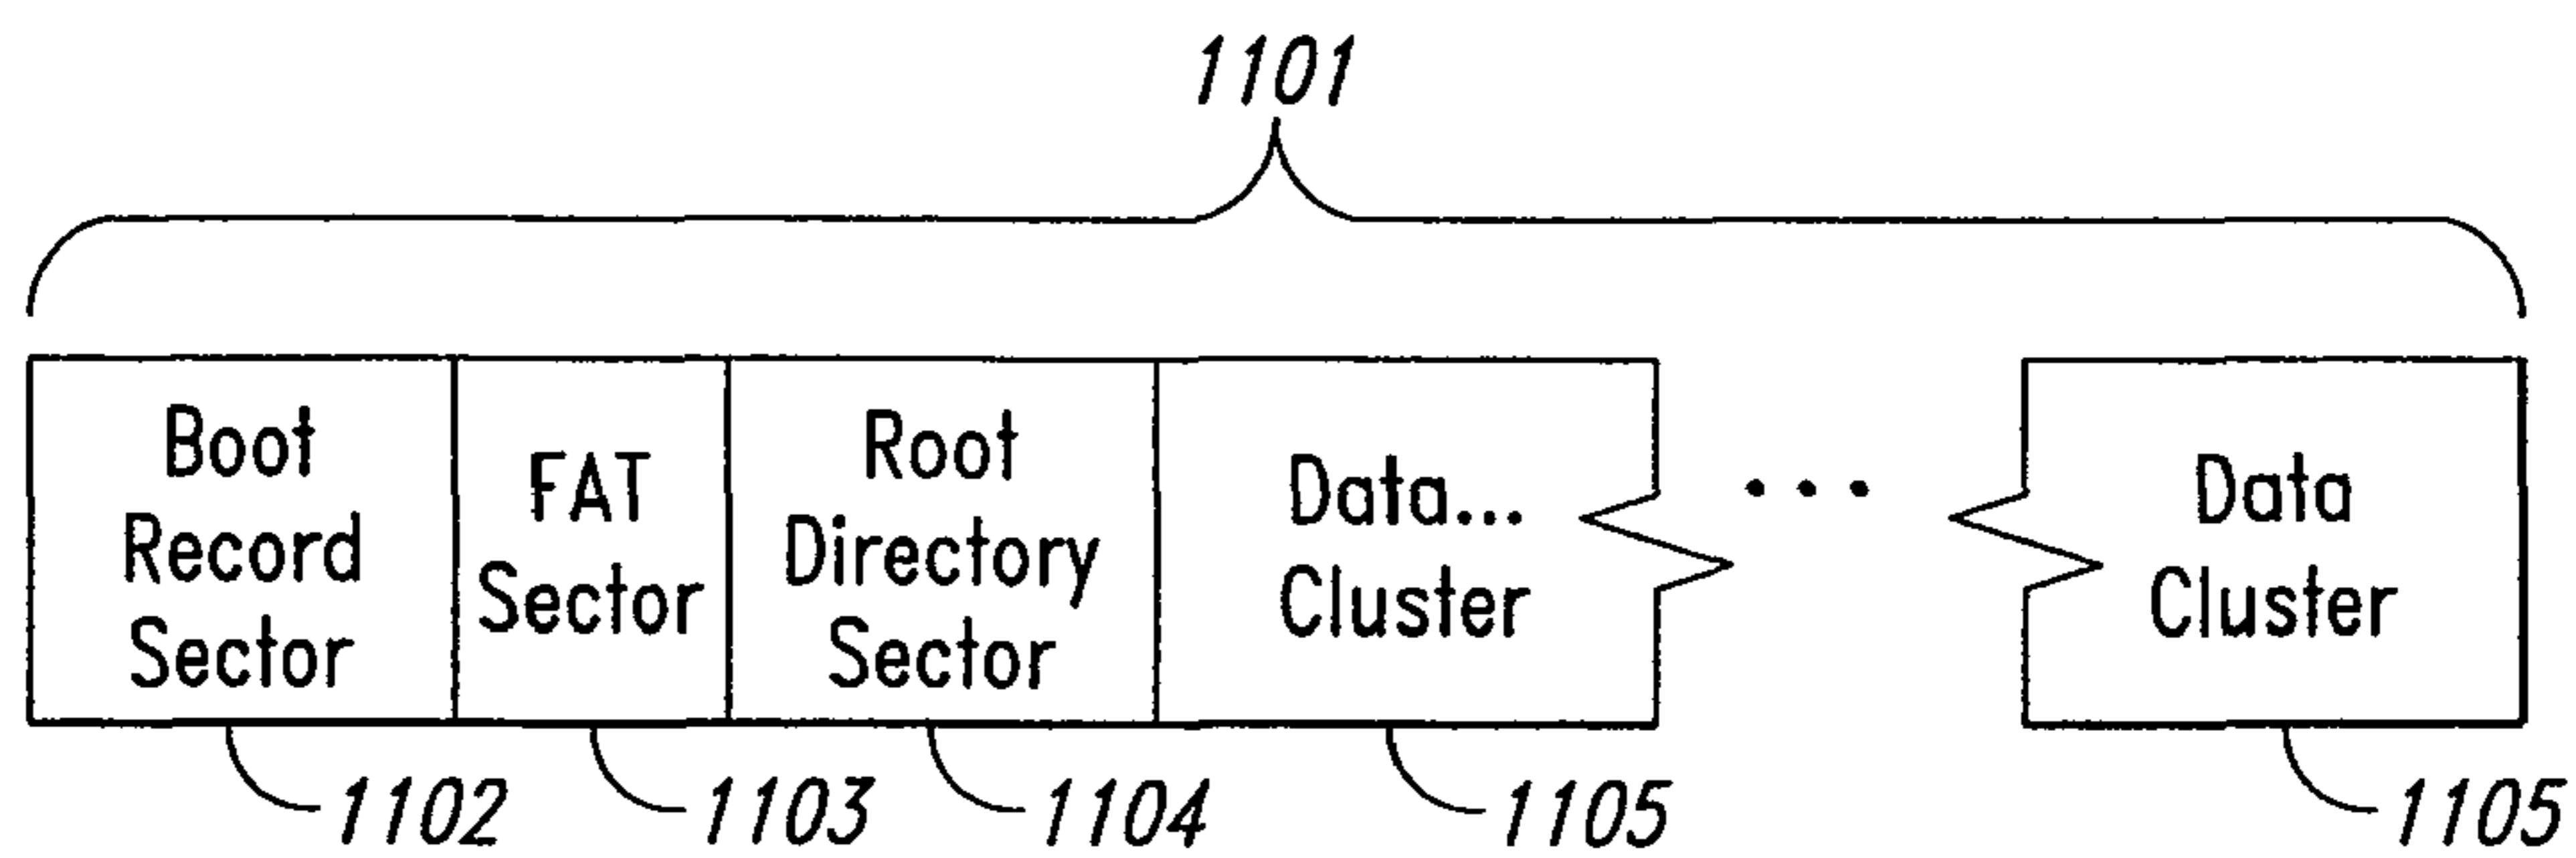 1101
Boot
Record
Sector
FAT
Sector
Root
Directory
Sector
Data...
Cluster
...
Data
Cluster
1102
1103
1104
1105
1105